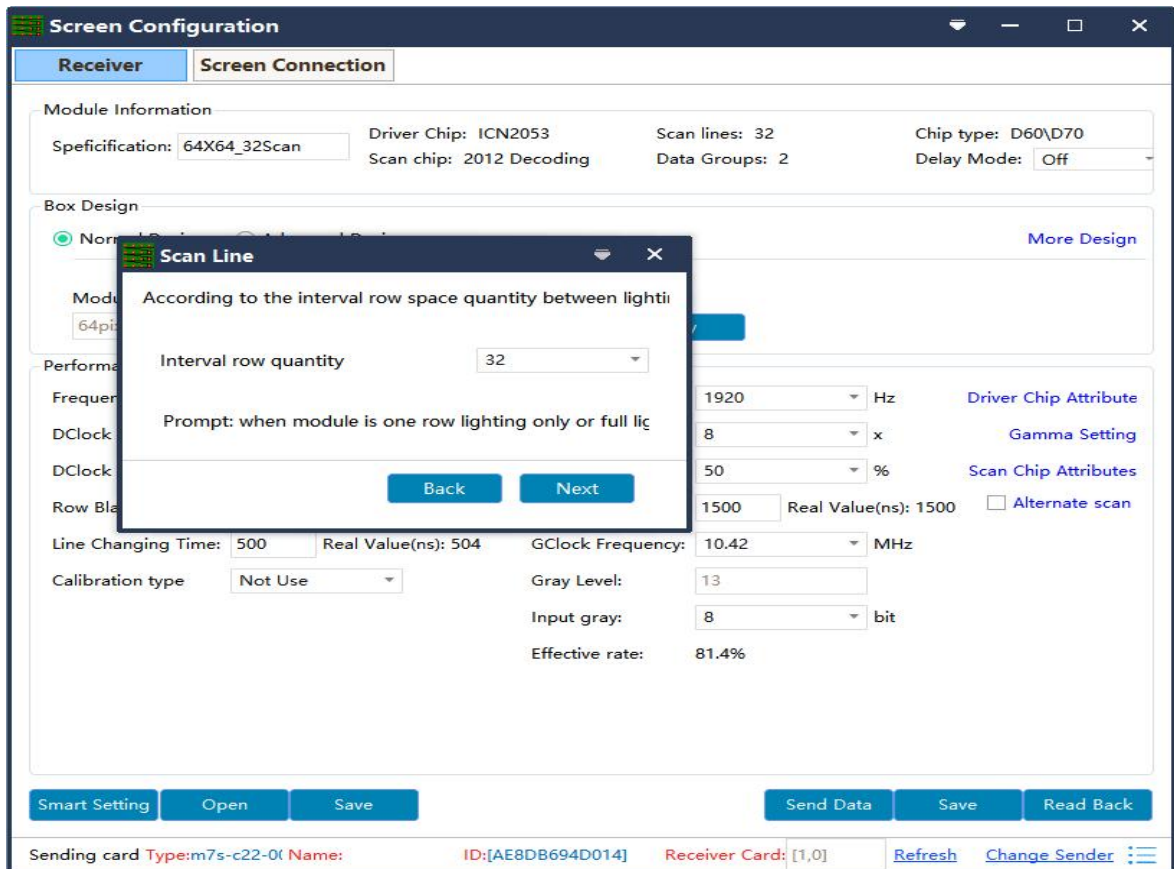 Screen Configuration
Receiver
Screen Connection
Module Information
Speficification: 64X64_32Scan
Driver Chip: ICN2053
Scan lines: 32
Chip type: D60\D70
Scan chip: 2012 Decoding
Data Groups: 2
Delay Mode: Off
Box Design
More Design
Scan Line
According to the interval row space quantity between
Interval row quantity 32
Prompt: when module is one row lighting only or full
Back
Next
64pi
Frequen
1920 Hz
Driver Chip Attribute
DClock
8 x
Gamma Setting
DClock
50 %
Scan Chip Attributes
Row Bla
1500 Real Value(ns): 1500
Alternate scan
Line Changing Time: 500 Real Value(ns): 504
GClock Frequency: 10.42 MHz
Calibration type Not Use
Gray Level: 13
Input gray: 8 bit
Effective rate: 81.4%
Smart Setting
Open
Save
Send Data
Save
Read Back
Sending card Type:m7s-c22-0( Name: ID:[AE8DB694D014] Receiver Card: [1,0] Refresh Change Sender